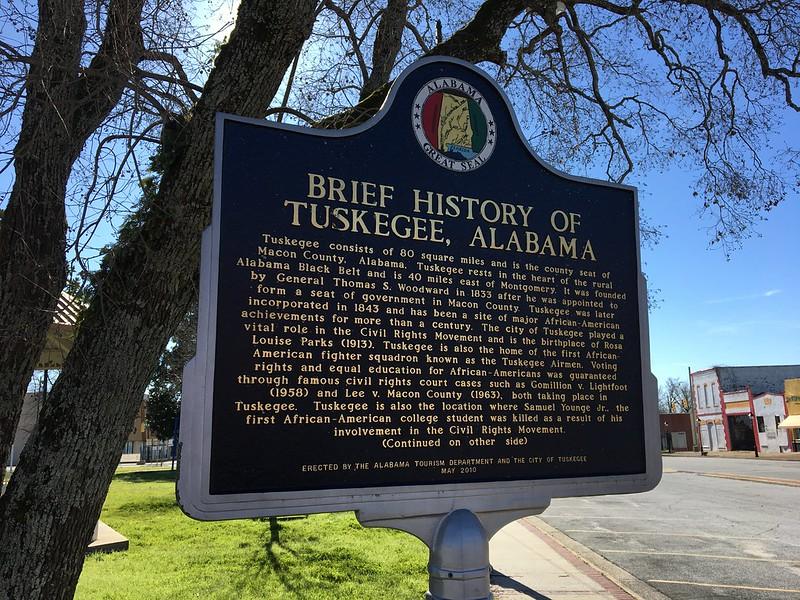 ALABAMA
GREAT SEAL
BRIEF HISTORY OF
TUSKEGEE, ALABAMA
Tuskegee consists of 80 square miles and is the county seat of
Macon County, Alabama. Tuskegee rests in the heart of the rural
Alabama Black Belt and is 40 miles east of Montgomery. It was founded
by General Thomas S. Woodward in 1833 after he was appointed to
form a seat of government in Macon County. Tuskegee was later
incorporated in 1843 and has been a site of major African-American
achievements for more than a century. The city of Tuskegee played a
vital role in the Civil Rights Movement and is the birthplace of Rosa
Louise Parks (1913). Tuskegee is also the home of the first African-
American fighter squadron known as the Tuskegee Airmen. Voting
rights and equal education for African-Americans was guaranteed
through famous civil rights court cases such as Gomillion v. Lightfoot
(1958) and Lee v. Macon County (1963), both taking place in
Tuskegee. Tuskegee is also the location where Samuel Younge Jr., the
first African-American college student was killed as a result of his
involvement in the Civil Rights Movement.
(Continued on other side)
ERECTED BY THE ALABAMA TOURISM DEPARTMENT AND THE CITY OF TUSKEGEE
MAY 2010